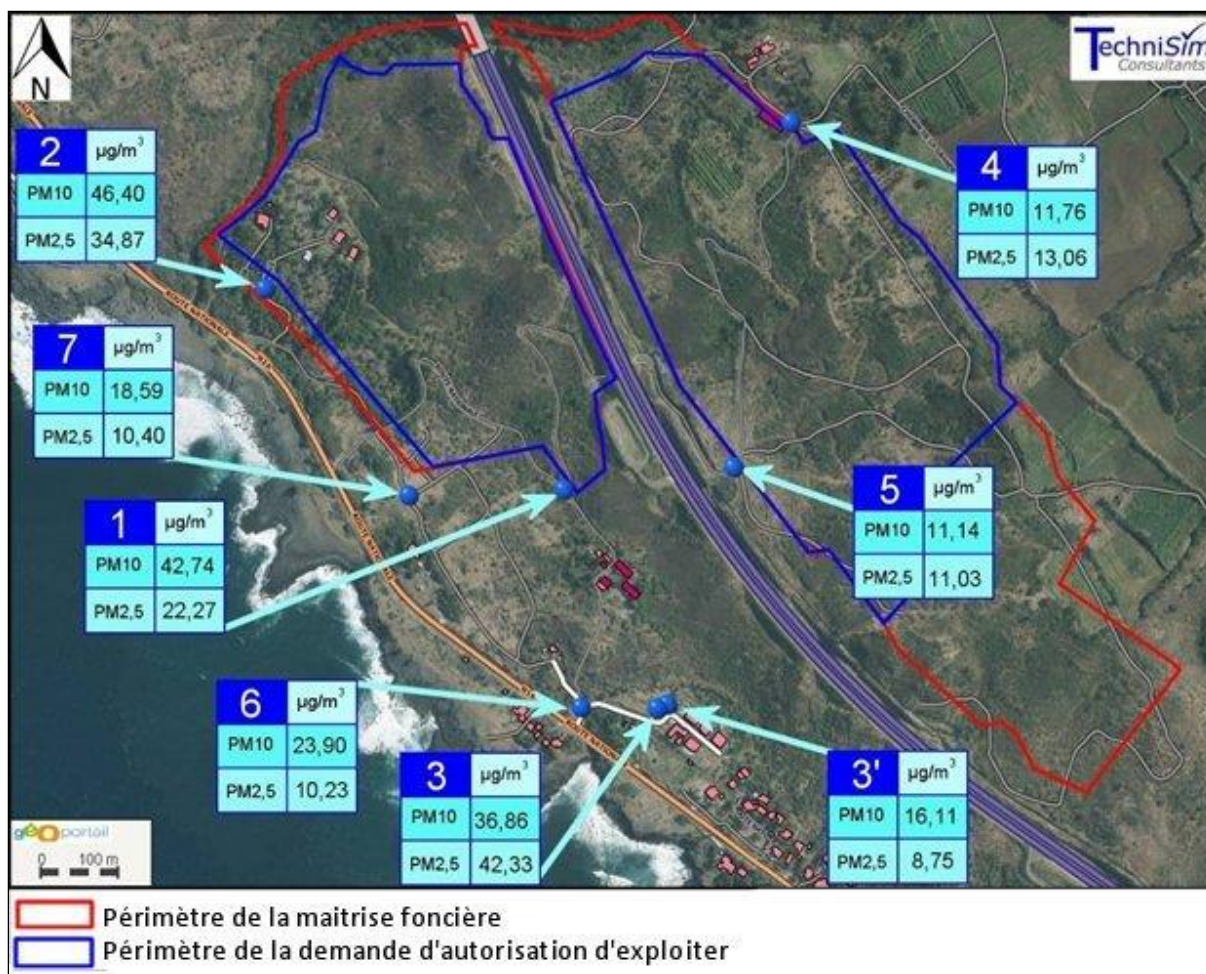 N
TechniSim
Consultants
2 µg/m³
PM10 46,40
PM2,5 34,87
4 µg/m³
PM10 11,76
PM2,5 13,06
7 µg/m³
PM10 18,59
PM2,5 10,40
1 µg/m³
PM10 42,74
PM2,5 22,27
5 µg/m³
PM10 11,14
PM2,5 11,03
6 µg/m³
PM10 23,90
PM2,5 10,23
3 µg/m³
PM10 36,86
PM2,5 42,33
3' µg/m³
PM10 16,11
PM2,5 8,75
ROUTE NATIONALE
ROUTE NATIONALE
géoportail
0 100 m
Périmètre de la maitrise foncière
Périmètre de la demande d'autorisation d'exploiter